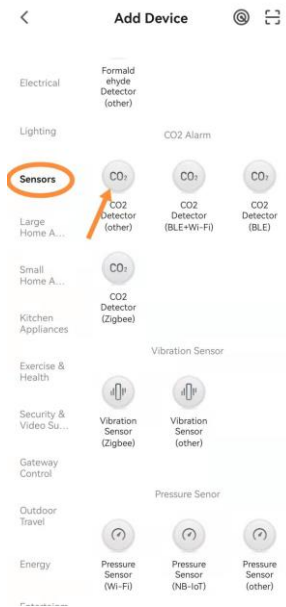 Add Device
Electrical
Lighting
Sensors
Large
Home A...
Small
Home A...
Kitchen
Appliances
Exercise &
Health
Security &
Video Su...
Gateway
Control
Outdoor
Travel
Energy
Formald
ehyde
Detector
(other)
CO2 Alarm
CO₂
CO2
Detector
(other)
CO₂
CO2
Detector
(BLE+Wi-Fi)
CO₂
CO2
Detector
(BLE)
CO₂
CO2
Detector
(Zigbee)
Vibration Sensor
Vibration
Sensor
(Zigbee)
Vibration
Sensor
(other)
Pressure Senor
Pressure
Sensor
(Wi-Fi)
Pressure
Sensor
(NB-IoT)
Pressure
Sensor
(other)